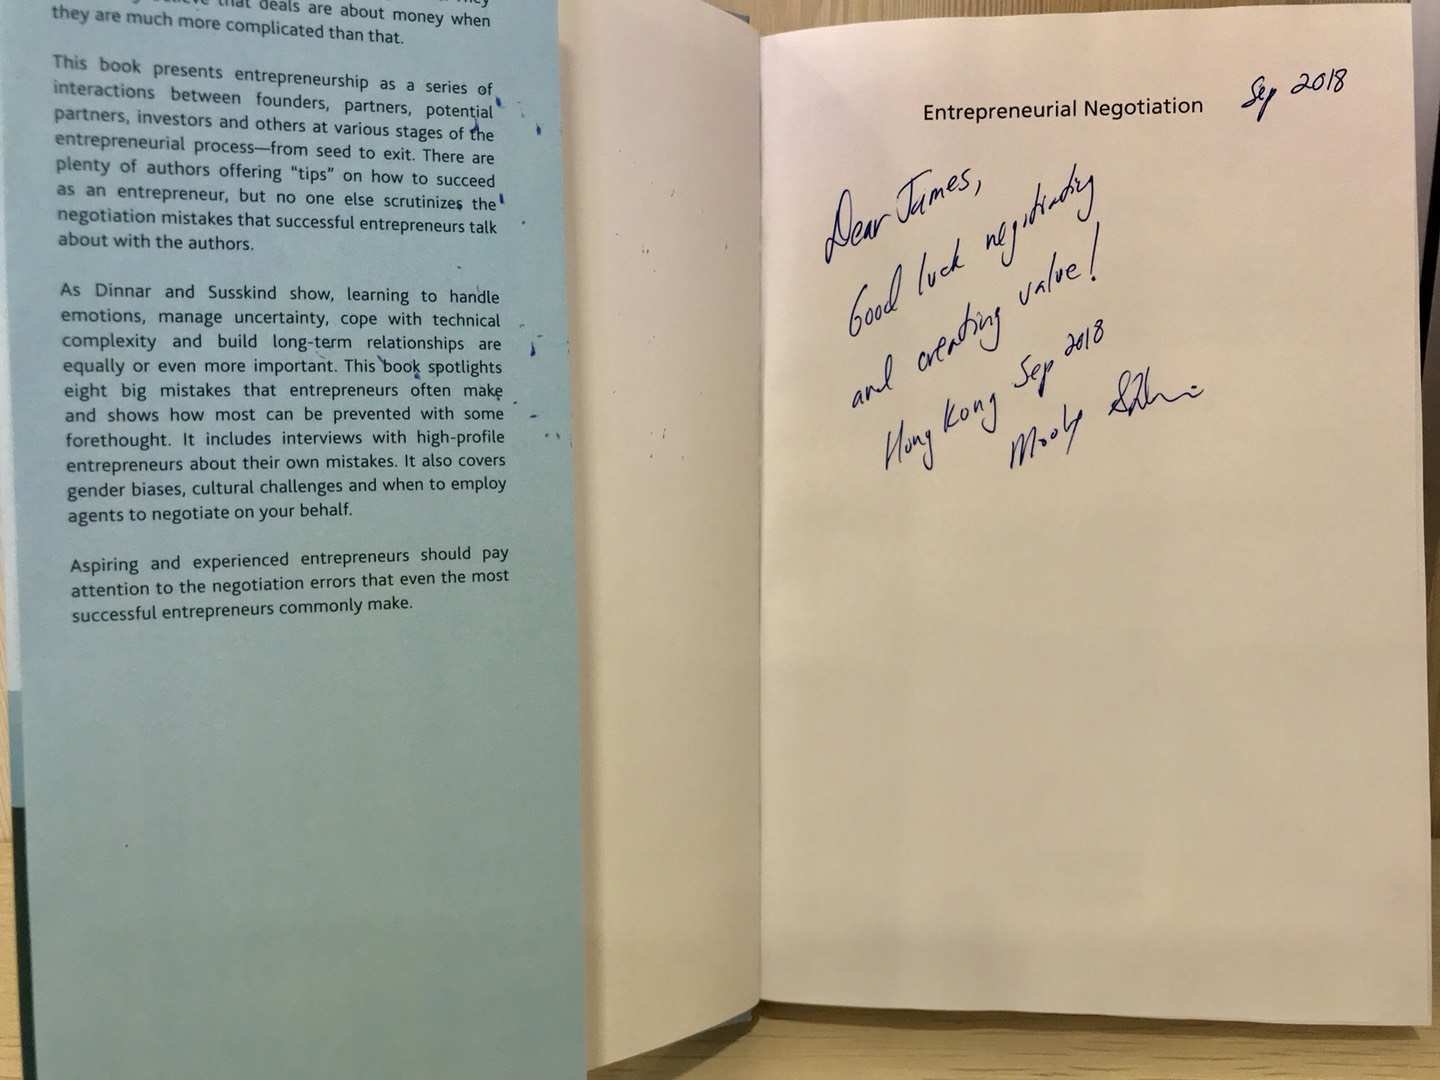 that deals are about money when
they are much more complicated than that.
This book presents entrepreneurship as a series of
interactions between founders, partners, potential
partners, investors and others at various stages of the
entrepreneurial process—from seed to exit. There are
plenty of authors offering “tips” on how to succeed
as an entrepreneur, but no one else scrutinizes the
negotiation mistakes that successful entrepreneurs talk
about with the authors.
As Dinnar and Susskind show, learning to handle
emotions, manage uncertainty, cope with technical
complexity and build long-term relationships are
equally or even more important. This book spotlights
eight big mistakes that entrepreneurs often make
and shows how most can be prevented with some
forethought. It includes interviews with high-profile
entrepreneurs about their own mistakes. It also covers
gender biases, cultural challenges and when to employ
agents to negotiate on your behalf.
Aspiring and experienced entrepreneurs should pay
attention to the negotiation errors that even the most
successful entrepreneurs commonly make.
Entrepreneurial Negotiation
Sep 2018
Dear James,
Good luck negotiating
and creating value!
Hong Kong Sep 2018